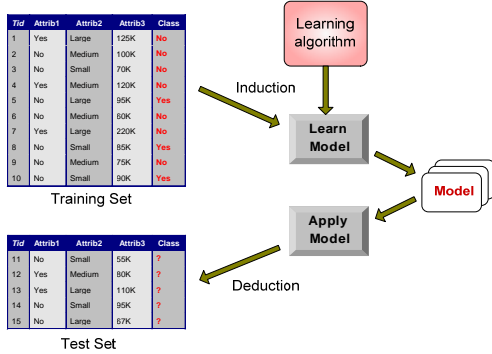 Tid Attrib1 Attrib2 Attrib3 Class
1 Yes Large 125K No
2 No Medium 100K No
3 No Small 70K No
4 Yes Medium 120K No
5 No Large 95K Yes
6 No Medium 60K No
7 Yes Large 220K No
8 No Small 85K Yes
9 No Medium 75K No
10 No Small 90K Yes
Training Set
Learning
algorithm
Induction
Learn
Model
Model
Apply
Model
Deduction
Tid Attrib1 Attrib2 Attrib3 Class
11 No Small 55K ?
12 Yes Medium 80K ?
13 Yes Large 110K ?
14 No Small 95K ?
15 No Large 67K ?
Test Set